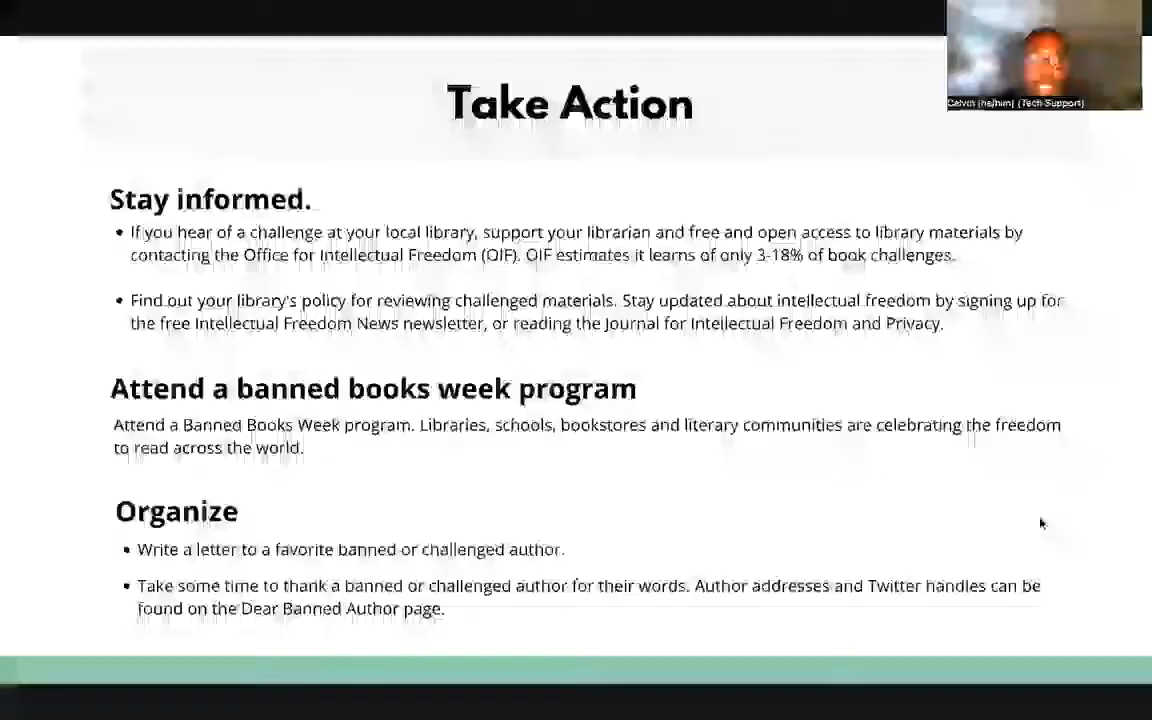 Take Action
Calvin (he/him) (Tech Support)
Stay informed.
• If you hear of a challenge at your local library, support your librarian and free and open access to library materials by
contacting the Office for Intellectual Freedom (OIF). OIF estimates it learns of only 3-18% of book challenges.
• Find out your library's policy for reviewing challenged materials. Stay updated about intellectual freedom by signing up for
the free Intellectual Freedom News newsletter, or reading the Journal for Intellectual Freedom and Privacy.
Attend a banned books week program
Attend a Banned Books Week program. Libraries, schools, bookstores and literary communities are celebrating the freedom
to read across the world.
Organize
• Write a letter to a favorite banned or challenged author.
• Take some time to thank a banned or challenged author for their words. Author addresses and Twitter handles can be
found on the Dear Banned Author page.